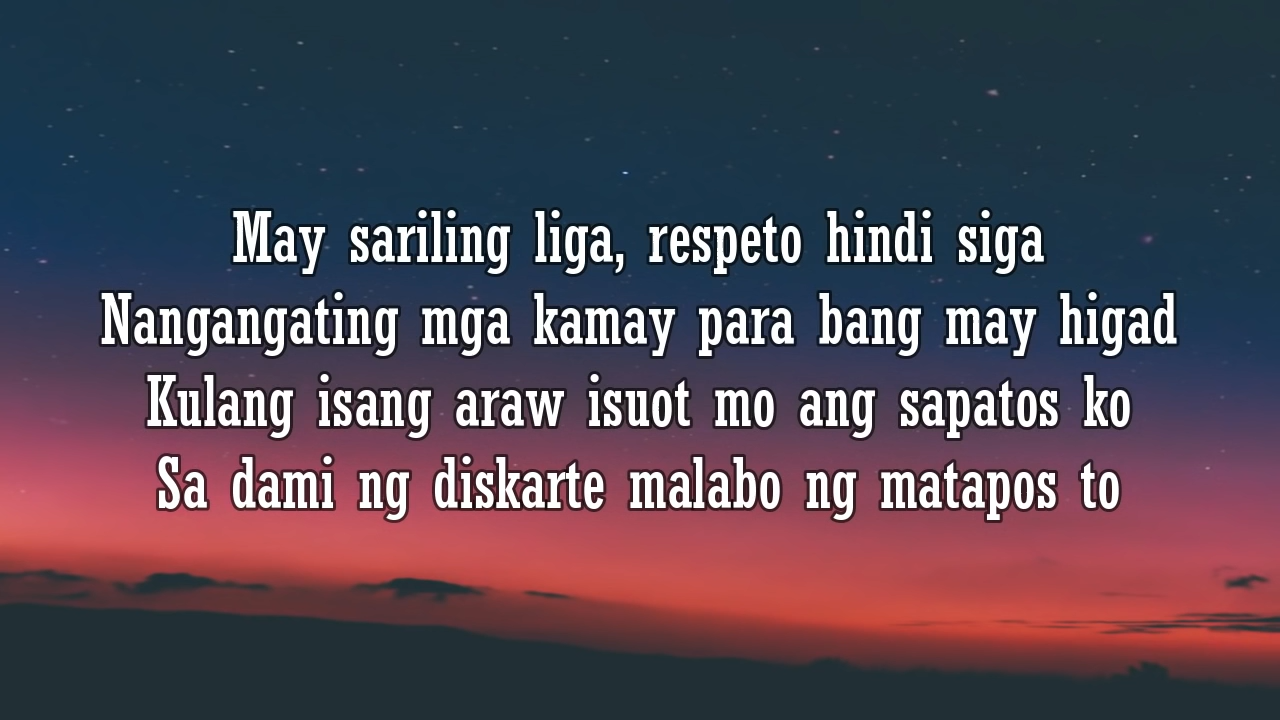 May sariling liga, respeto hindi siga
Nangangating mga kamay para bang may higad
Kulang isang araw isuot mo ang sapatos ko
Sa dami ng diskarte malabo ng matapos to